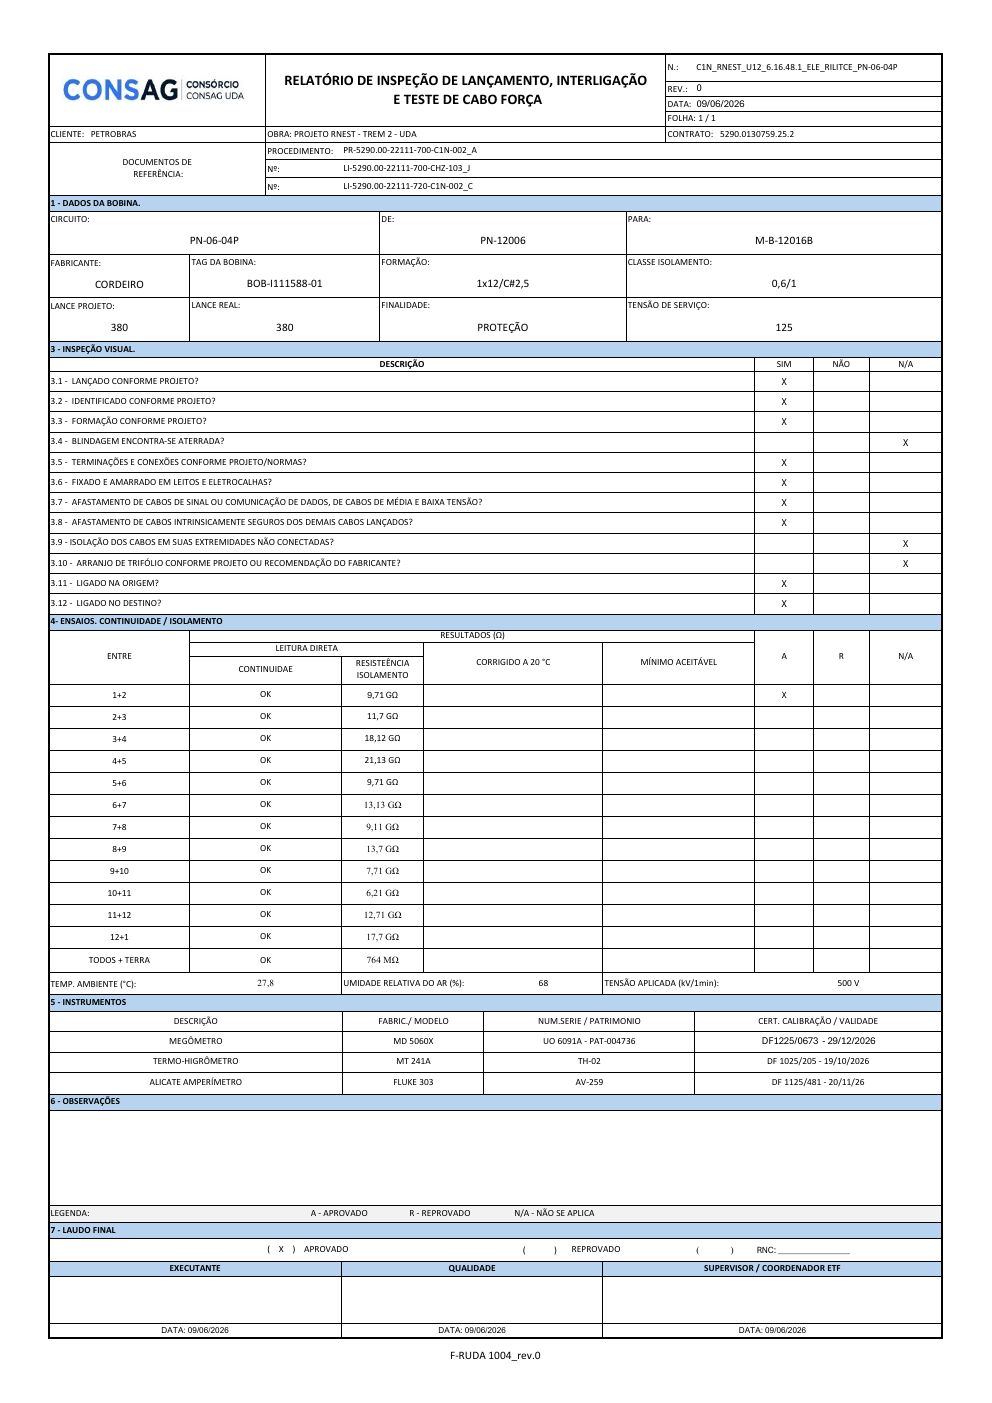 CONSAG CONSÓRCIO CONSAG UDA
RELATÓRIO DE INSPEÇÃO DE LANÇAMENTO, INTERLIGAÇÃO
E TESTE DE CABO FORÇA
N.: C1N_RNEST_U12_6.16.48.1_ELE_RILITCE_PN-06-04P
REV.: 0
DATA: 09/06/2026
FOLHA: 1 / 1
CLIENTE: PETROBRAS OBRA: PROJETO RNEST - TREM 2 - UDA CONTRATO: 5290.0130759.25.2
DOCUMENTOS DE
REFERÊNCIA:
PROCEDIMENTO: PR-5290.00-22111-700-C1N-002_A
Nº: LI-5290.00-22111-700-CHZ-103_J
Nº: LI-5290.00-22111-720-C1N-002_C
1 - DADOS DA BOBINA.
CIRCUITO: DE: PARA:
PN-06-04P PN-12006 M-B-12016B
FABRICANTE: TAG DA BOBINA: FORMAÇÃO: CLASSE ISOLAMENTO:
CORDEIRO BOB-I111588-01 1x12/C#2,5 0,6/1
LANCE PROJETO: LANCE REAL: FINALIDADE: TENSÃO DE SERVIÇO:
380 380 PROTEÇÃO 125
3 - INSPEÇÃO VISUAL.
DESCRIÇÃO SIM NÃO N/A
3.1 - LANÇADO CONFORME PROJETO? X
3.2 - IDENTIFICADO CONFORME PROJETO? X
3.3 - FORMAÇÃO CONFORME PROJETO? X
3.4 - BLINDAGEM ENCONTRA-SE ATERRADA? X
3.5 - TERMINAÇÕES E CONEXÕES CONFORME PROJETO/NORMAS? X
3.6 - FIXADO E AMARRADO EM LEITOS E ELETROCALHAS? X
3.7 - AFASTAMENTO DE CABOS DE SINAL OU COMUNICAÇÃO DE DADOS, DE CABOS DE MÉDIA E BAIXA TENSÃO? X
3.8 - AFASTAMENTO DE CABOS INTRINSICAMENTE SEGUROS DOS DEMAIS CABOS LANÇADOS? X
3.9 - ISOLAÇÃO DOS CABOS EM SUAS EXTREMIDADES NÃO CONECTADAS? X
3.10 - ARRANJO DE TRIFÓLIO CONFORME PROJETO OU RECOMENDAÇÃO DO FABRICANTE? X
3.11 - LIGADO NA ORIGEM? X
3.12 - LIGADO NO DESTINO? X
4- ENSAIOS. CONTINUIDADE / ISOLAMENTO
ENTRE RESULTADOS (Ω) A R N/A
LEITURA DIRETA CORRIGIDO A 20 °C MÍNIMO ACEITÁVEL
CONTINUIDAE RESISTEÊNCIA ISOLAMENTO
1+2 OK 9,71 GΩ X
2+3 OK 11,7 GΩ
3+4 OK 18,12 GΩ
4+5 OK 21,13 GΩ
5+6 OK 9,71 GΩ
6+7 OK 13,13 GΩ
7+8 OK 9,11 GΩ
8+9 OK 13,7 GΩ
9+10 OK 7,71 GΩ
10+11 OK 6,21 GΩ
11+12 OK 12,71 GΩ
12+1 OK 17,7 GΩ
TODOS + TERRA OK 764 MΩ
TEMP. AMBIENTE (°C): 27,8 UMIDADE RELATIVA DO AR (%): 68 TENSÃO APLICADA (kV/1min): 500 V
5 - INSTRUMENTOS
DESCRIÇÃO FABRIC./ MODELO NUM.SERIE / PATRIMONIO CERT. CALIBRAÇÃO / VALIDADE
MEGÔMETRO MD 5060X UO 6091A - PAT-004736 DF1225/0673 - 29/12/2026
TERMO-HIGRÔMETRO MT 241A TH-02 DF 1025/205 - 19/10/2026
ALICATE AMPERÍMETRO FLUKE 303 AV-259 DF 1125/481 - 20/11/26
6 - OBSERVAÇÕES
LEGENDA: A - APROVADO R - REPROVADO N/A - NÃO SE APLICA
7 - LAUDO FINAL
( X ) APROVADO ( ) REPROVADO ( ) RNC: _______________
EXECUTANTE QUALIDADE SUPERVISOR / COORDENADOR ETF
DATA: 09/06/2026 DATA: 09/06/2026 DATA: 09/06/2026
F-RUDA 1004_rev.0